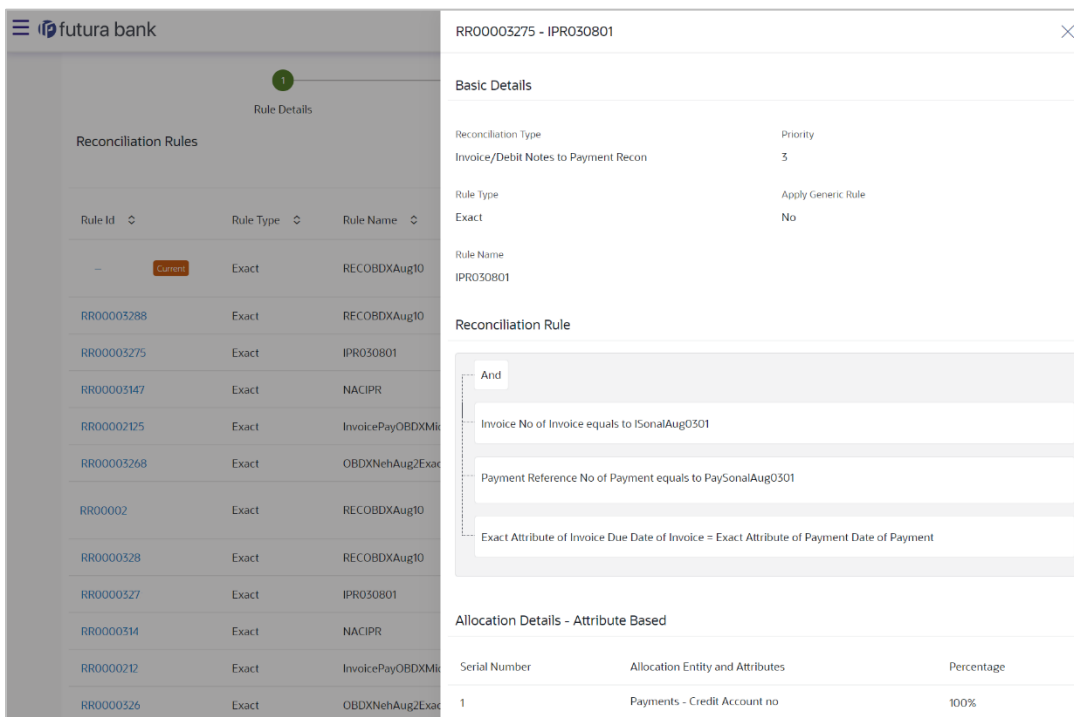 futura bank
1
Rule Details
Reconciliation Rules
Rule Id Rule Type Rule Name
– Current Exact RECOBDXAug10
RR00003288 Exact RECOBDXAug10
RR00003275 Exact IPR030801
RR00003147 Exact NACIPR
RR00002125 Exact InvoicePayOBDXMic
RR00003268 Exact OBDXNehAug2Exac
RR00002 Exact RECOBDXAug10
RR0000328 Exact RECOBDXAug10
RR0000327 Exact IPR030801
RR0000314 Exact NACIPR
RR0000212 Exact InvoicePayOBDXMic
RR0000326 Exact OBDXNehAug2Exac
RR00003275 - IPR030801
Basic Details
Reconciliation Type Priority
Invoice/Debit Notes to Payment Recon 3
Rule Type Apply Generic Rule
Exact No
Rule Name
IPR030801
Reconciliation Rule
And
Invoice No of Invoice equals to ISonalAug0301
Payment Reference No of Payment equals to PaySonalAug0301
Exact Attribute of Invoice Due Date of Invoice = Exact Attribute of Payment Date of Payment
Allocation Details - Attribute Based
Serial Number Allocation Entity and Attributes Percentage
1 Payments - Credit Account no 100%